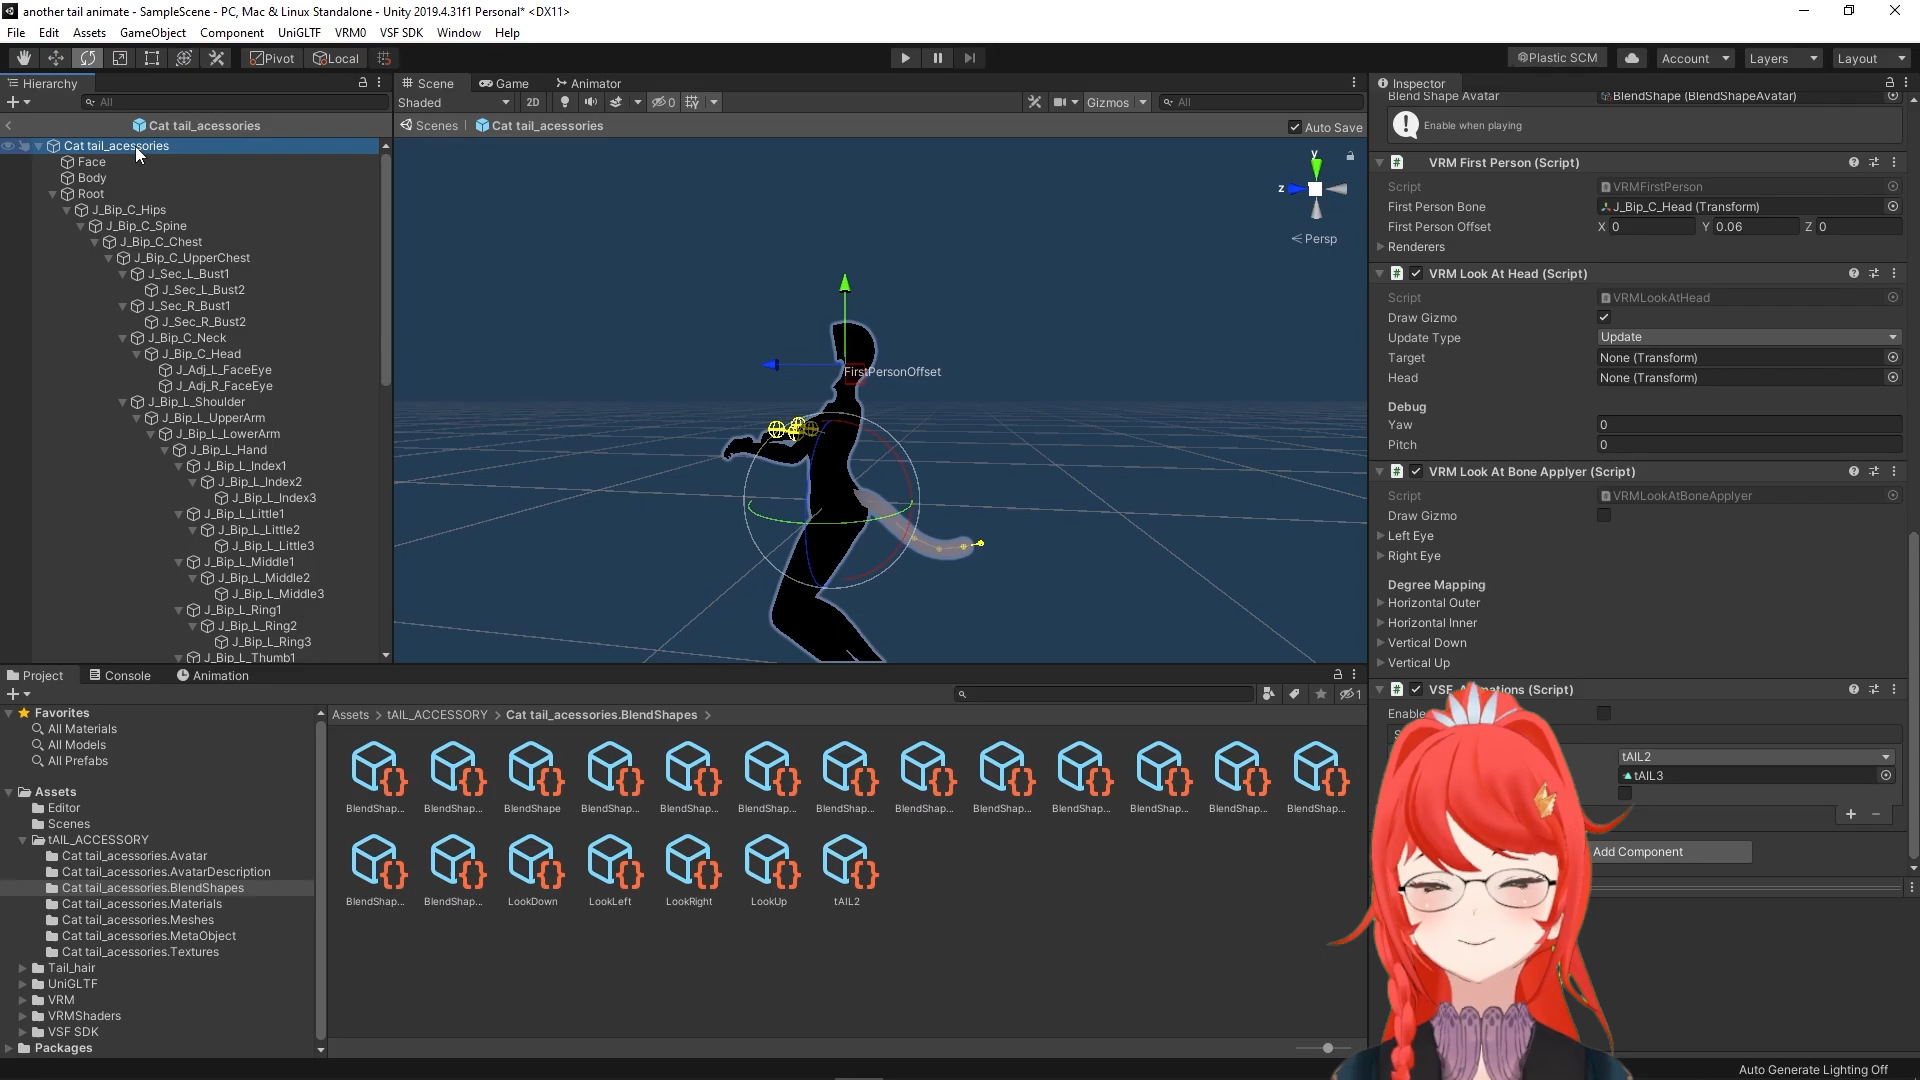 another tail animate - SampleScene - PC, Mac & Linux Standalone - Unity 2019.4.31f1 Personal* <DX11>
File Edit Assets GameObject Component UniGLTF VRM0 VSF SDK Window Help
Pivot Local Plastic SCM Account Layers Layout
Hierarchy
All
Cat tail_acessories
Cat tail_acessories
Face
Body
Root
J_Bip_C_Hips
J_Bip_C_Spine
J_Bip_C_Chest
J_Bip_C_UpperChest
J_Sec_L_Bust1
J_Sec_L_Bust2
J_Sec_R_Bust1
J_Sec_R_Bust2
J_Bip_C_Neck
J_Bip_C_Head
J_Adj_L_FaceEye
J_Adj_R_FaceEye
J_Bip_L_Shoulder
J_Bip_L_UpperArm
J_Bip_L_LowerArm
J_Bip_L_Hand
J_Bip_L_Index1
J_Bip_L_Index2
J_Bip_L_Index3
J_Bip_L_Little1
J_Bip_L_Little2
J_Bip_L_Little3
J_Bip_L_Middle1
J_Bip_L_Middle2
J_Bip_L_Middle3
J_Bip_L_Ring1
J_Bip_L_Ring2
J_Bip_L_Ring3
J_Bip_L_Thumb1
Scene Game Animator
Shaded 2D 0 Gizmos All
Scenes Cat tail_acessories Auto Save
y
z
Persp
FirstPersonOffset
Inspector
Blend Shape Avatar BlendShape (BlendShapeAvatar)
Enable when playing
# VRM First Person (Script)
Script VRMFirstPerson
First Person Bone J_Bip_C_Head (Transform)
First Person Offset X 0 Y 0.06 Z 0
Renderers
# VRM Look At Head (Script)
Script VRMLookAtHead
Draw Gizmo
Update Type Update
Target None (Transform)
Head None (Transform)
Debug
Yaw 0
Pitch 0
# VRM Look At Bone Applyer (Script)
Script VRMLookAtBoneApplyer
Draw Gizmo
Left Eye
Right Eye
Degree Mapping
Horizontal Outer
Horizontal Inner
Vertical Down
Vertical Up
# (Script)
Enable
tAIL2
tAIL3
+ −
Add Component
Project Console Animation
1
Favorites
All Materials
All Models
All Prefabs
Assets
Editor
Scenes
tAIL_ACCESSORY
Cat tail_acessories.Avatar
Cat tail_acessories.AvatarDescription
Cat tail_acessories.BlendShapes
Cat tail_acessories.Materials
Cat tail_acessories.Meshes
Cat tail_acessories.MetaObject
Cat tail_acessories.Textures
Tail_hair
UniGLTF
VRM
VRMShaders
VSF SDK
Packages
Assets > tAIL_ACCESSORY > Cat tail_acessories.BlendShapes >
BlendShap... BlendShap... BlendShape BlendShap... BlendShap... BlendShap... BlendShap... BlendShap... BlendShap... BlendShap... BlendShap... BlendShap... BlendShap...
BlendShap... BlendShap... LookDown LookLeft LookRight LookUp tAIL2
Auto Generate Lighting Off